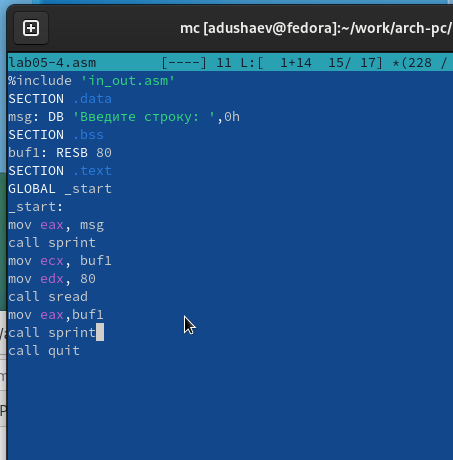 mc [adushaev@fedora]:~/work/arch-pc/
lab05-4.asm [----] 11 L:[ 1+14 15/ 17] *(228 /
%include 'in_out.asm'
SECTION .data
msg: DB 'Введите строку: ',0h
SECTION .bss
buf1: RESB 80
SECTION .text
GLOBAL _start
_start:
mov eax, msg
call sprint
mov ecx, buf1
mov edx, 80
call sread
mov eax,buf1
call sprint
call quit